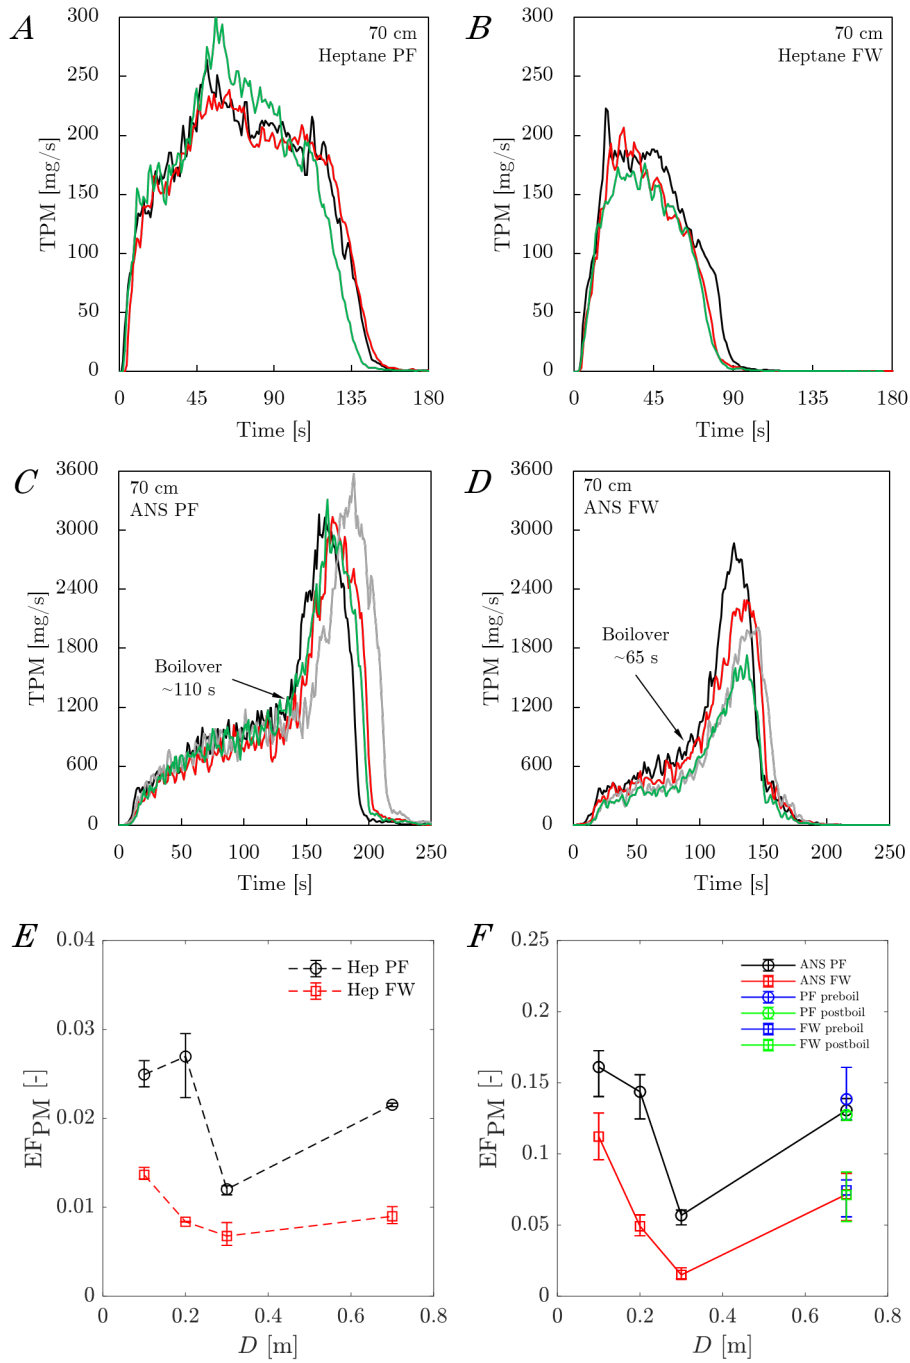 A
300
250
200
150
100
50
0
TPM [mg/s]
70 cm
Heptane PF
0 45 90 135 180
Time [s]
B
300
250
200
150
100
50
0
TPM [mg/s]
70 cm
Heptane FW
0 45 90 135 180
Time [s]
C
3600
3000
2400
1800
1200
600
0
TPM [mg/s]
70 cm
ANS PF
Boilover
~110 s
0 50 100 150 200 250
Time [s]
D
3600
3000
2400
1800
1200
600
0
TPM [mg/s]
70 cm
ANS FW
Boilover
~65 s
0 50 100 150 200 250
Time [s]
E
0.04
0.03
0.02
0.01
0
EFPM [-]
Hep PF
Hep FW
0 0.2 0.4 0.6 0.8
D [m]
F
0.25
0.2
0.15
0.1
0.05
0
EFPM [-]
ANS PF
ANS FW
PF preboil
PF postboil
FW preboil
FW postboil
0 0.2 0.4 0.6 0.8
D [m]